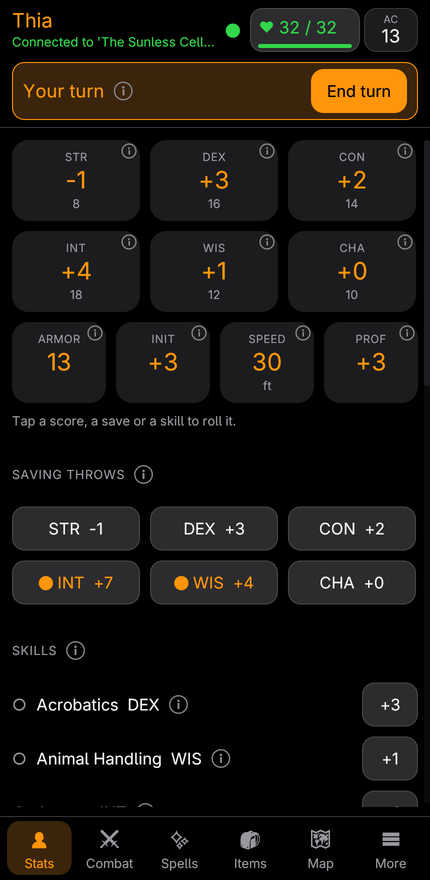 Thia
Connected to 'The Sunless Cell...
32 / 32
AC
13
Your turn
End turn
STR
-1
8
DEX
+3
16
CON
+2
14
INT
+4
18
WIS
+1
12
CHA
+0
10
ARMOR
13
INIT
+3
SPEED
30
ft
PROF
+3
Tap a score, a save or a skill to roll it.
SAVING THROWS
STR -1
DEX +3
CON +2
INT +7
WIS +4
CHA +0
SKILLS
Acrobatics DEX
+3
Animal Handling WIS
+1
Stats
Combat
Spells
Items
Map
More